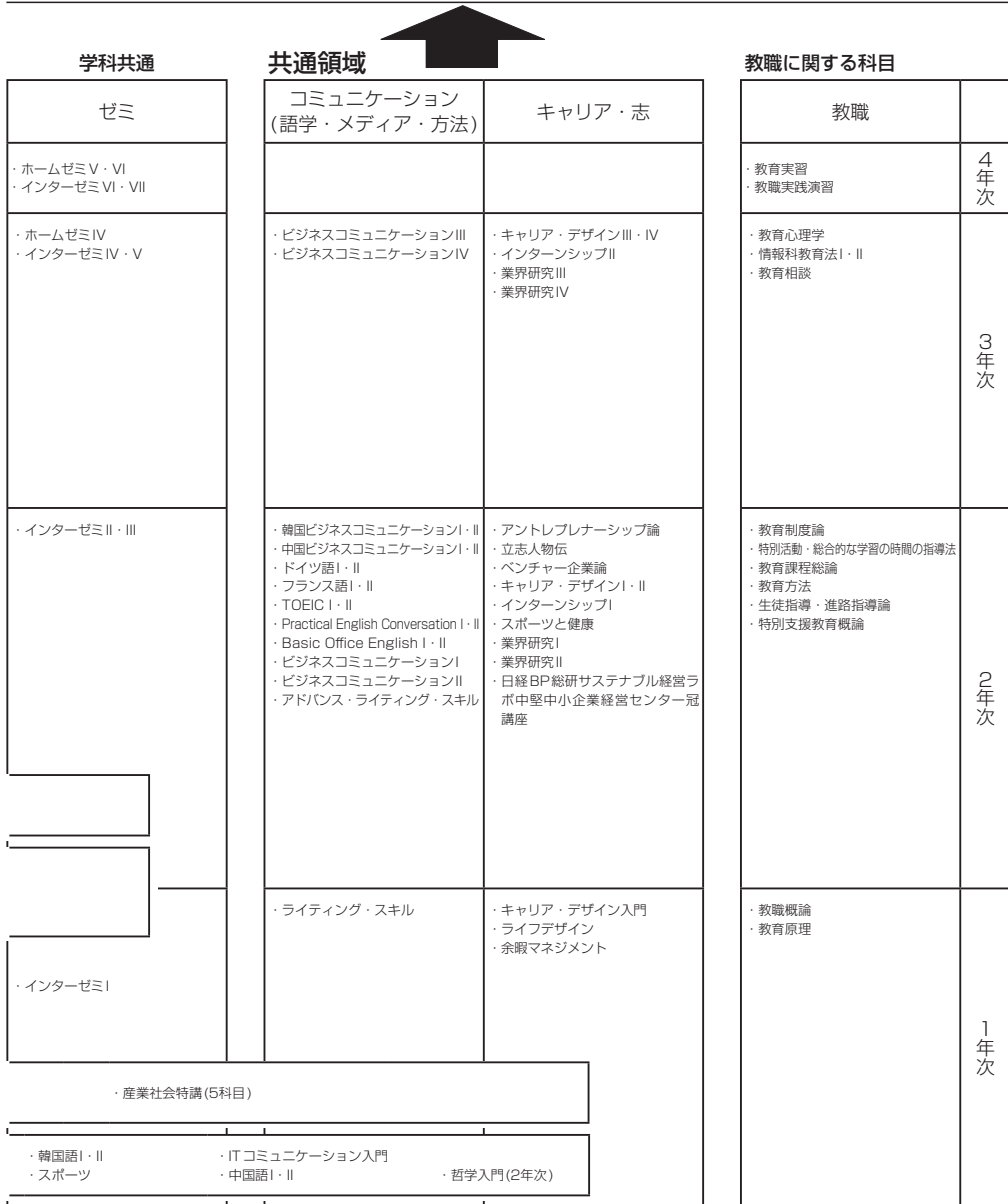 学科共通
共通領域
教職に関する科目
ゼミ
コミュニケーション
(語学・メディア・方法)
キャリア・志
教職
・ホームゼミV・VI
・インターゼミVI・VII
・教育実習
・教職実践演習
4年次
・ホームゼミIV
・インターゼミIV・V
・ビジネスコミュニケーションIII
・ビジネスコミュニケーションIV
・キャリア・デザインIII・IV
・インターンシップII
・業界研究III
・業界研究IV
・教育心理学
・情報科教育法I・II
・教育相談
3年次
・インターゼミII・III
・韓国ビジネスコミュニケーションI・II
・中国ビジネスコミュニケーションI・II
・ドイツ語I・II
・フランス語I・II
・TOEIC I・II
・Practical English Conversation I・II
・Basic Office English I・II
・ビジネスコミュニケーションI
・ビジネスコミュニケーションII
・アドバンス・ライティング・スキル
・アントレプレナーシップ論
・立志人物伝
・ベンチャー企業論
・キャリア・デザインI・II
・インターンシップI
・スポーツと健康
・業界研究I
・業界研究II
・日経BP総研サステナブル経営ラ
ボ中堅中小企業経営センター冠
講座
・教育制度論
・特別活動・総合的な学習の時間の指導法
・教育課程総論
・教育方法
・生徒指導・進路指導論
・特別支援教育概論
2年次
・インターゼミI
・ライティング・スキル
・キャリア・デザイン入門
・ライフデザイン
・余暇マネジメント
・教職概論
・教育原理
1年次
・産業社会特講(5科目)
・韓国語I・II
・ITコミュニケーション入門
・スポーツ
・中国語I・II
・哲学入門(2年次)